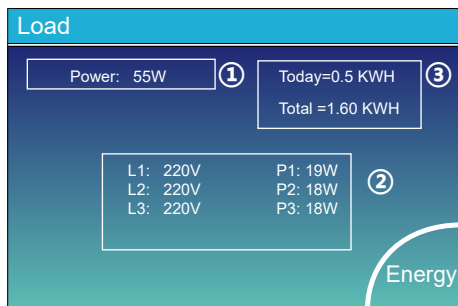 Load
Power: 55W ①
Today=0.5 KWH ③
Total =1.60 KWH
L1: 220V P1: 19W
L2: 220V P2: 18W ②
L3: 220V P3: 18W
Energy